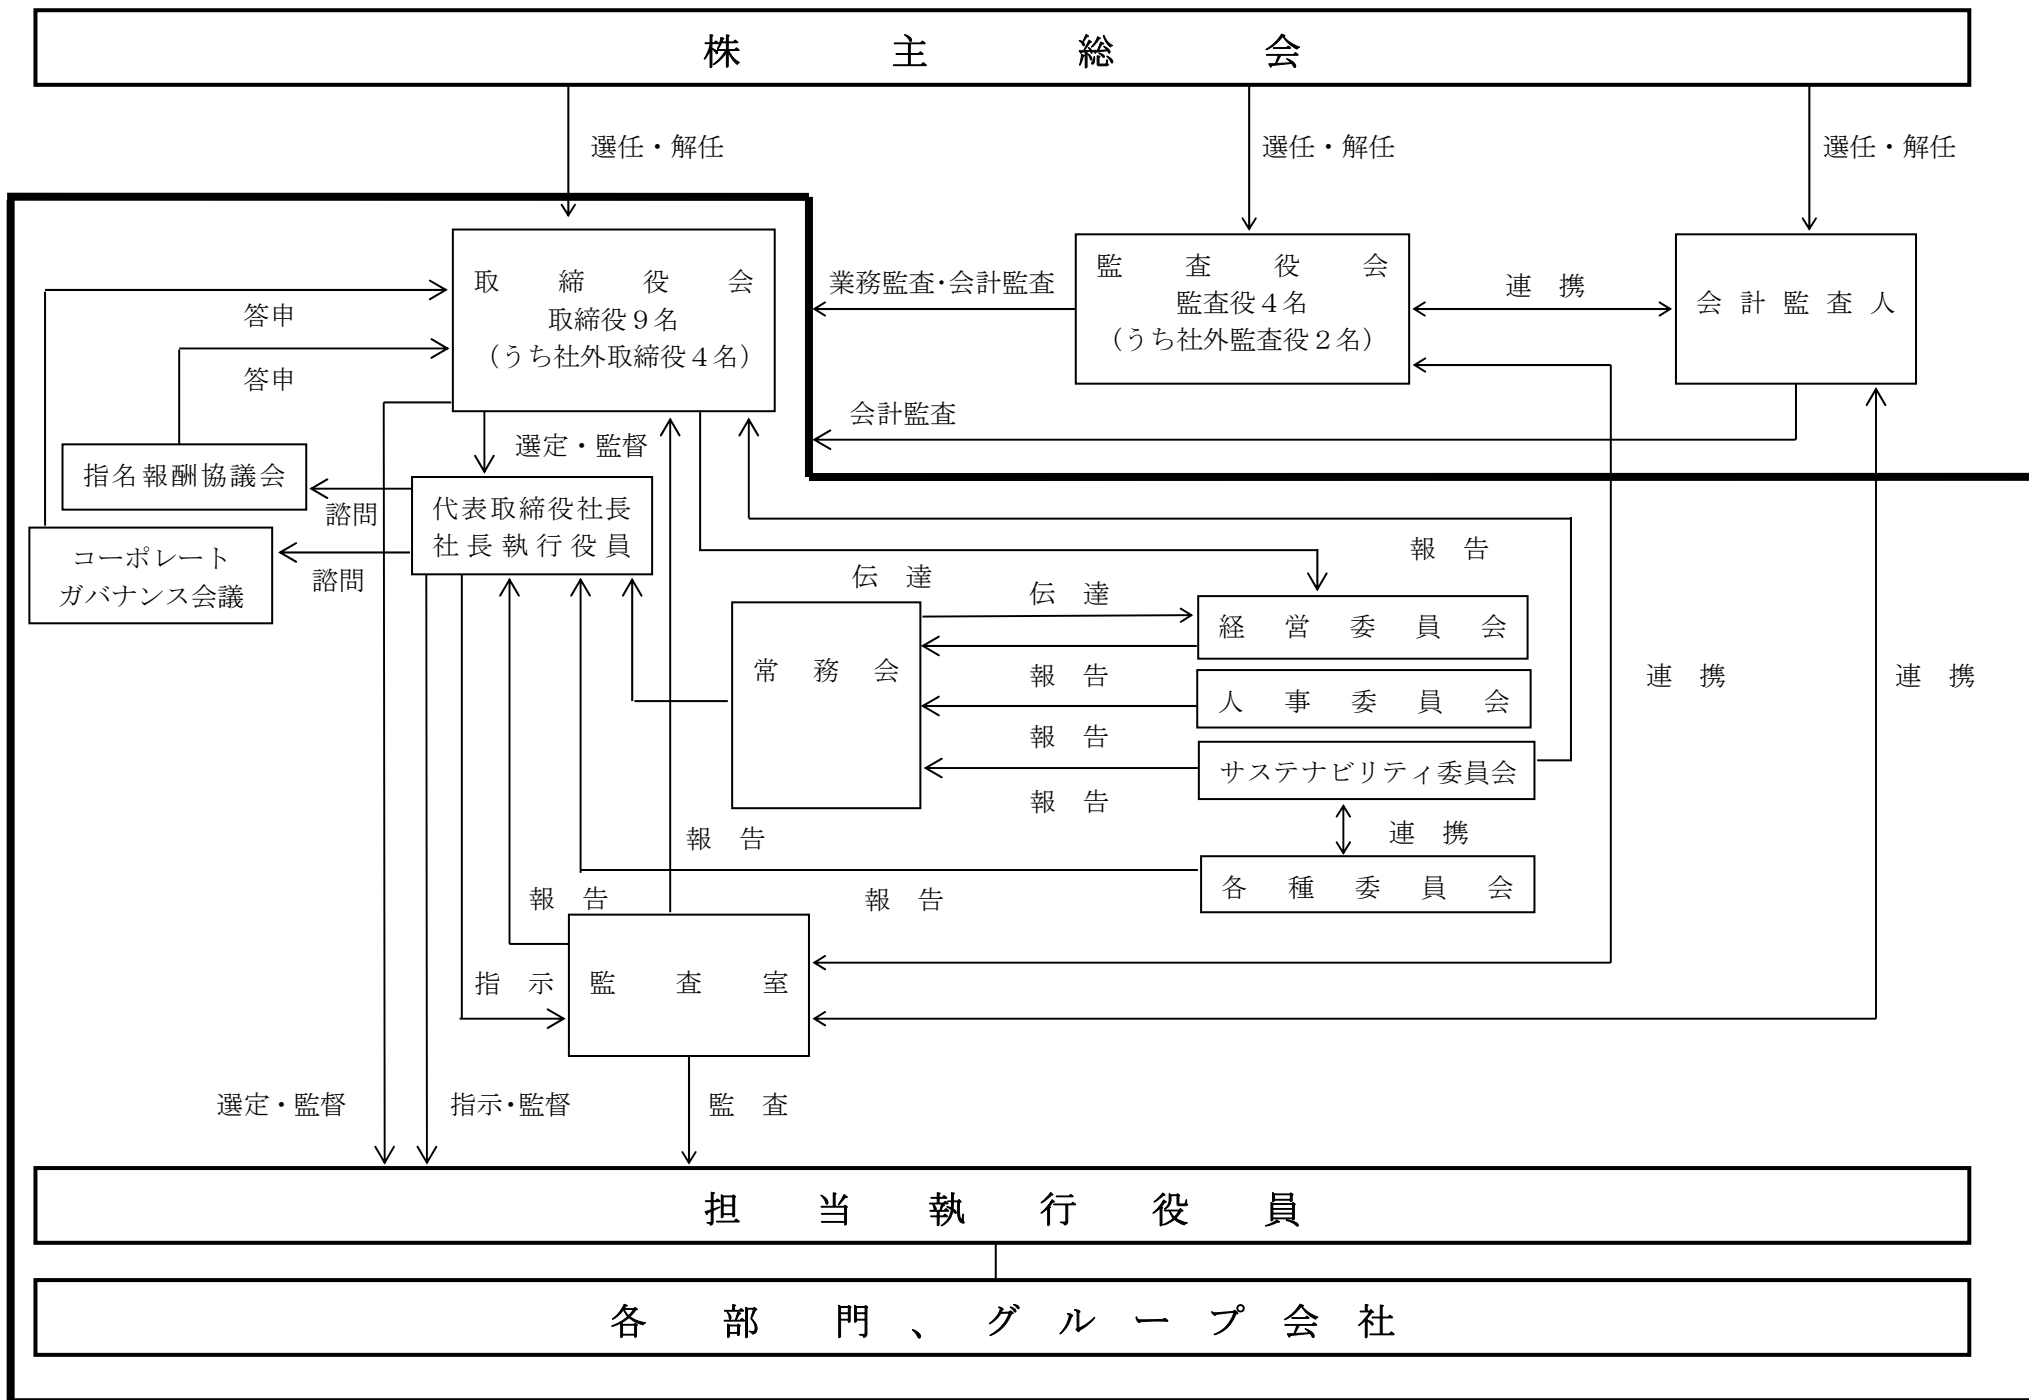 株主総会
選任・解任
選任・解任
選任・解任
取締役会
取締役９名
（うち社外取締役４名）
業務監査・会計監査
監査役会
監査役４名
（うち社外監査役２名）
連携
会計監査人
答申
答申
会計監査
選定・監督
指名報酬協議会
諮問
代表取締役社長
社長執行役員
コーポレート
ガバナンス会議
諮問
報告
伝達
伝達
経営委員会
常務会
報告
人事委員会
報告
サステナビリティ委員会
報告
連携
連携
報告
連携
各種委員会
報告
報告
指示
監査室
選定・監督
指示・監督
監査
担当執行役員
各部門、グループ会社